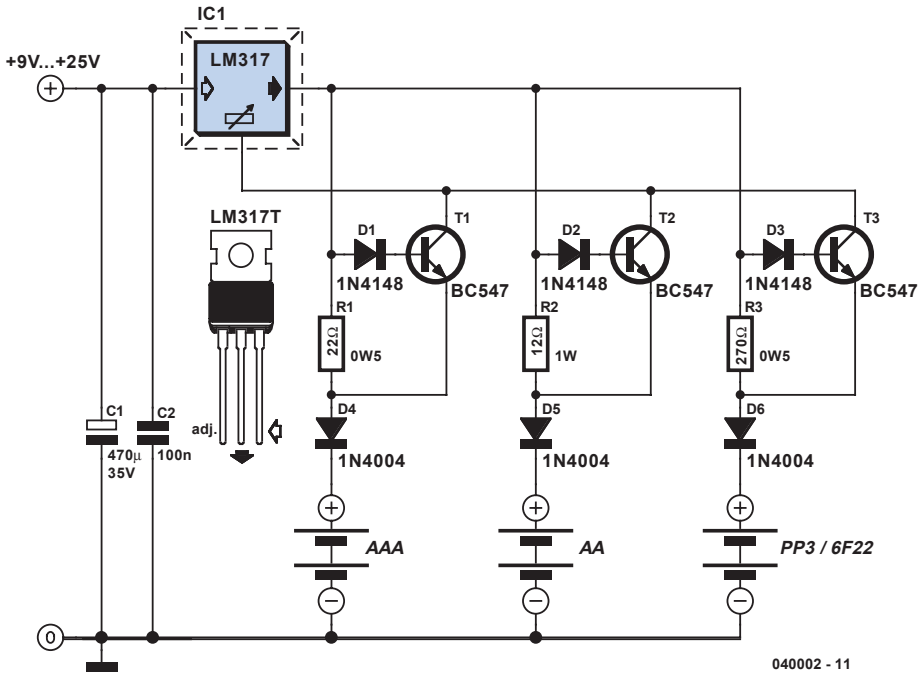 IC1
+9V...+25V
LM317
LM317T
T1
T2
T3
D1
D2
D3
1N4148
1N4148
1N4148
BC547
BC547
BC547
R1
R2
R3
22Ω
12Ω
270Ω
0W5
1W
0W5
C1
C2
adj.
D4
D5
D6
470µ
35V
100n
1N4004
1N4004
1N4004
+
+
+
+
AAA
AA
PP3 / 6F22
−
−
−
0
040002 - 11